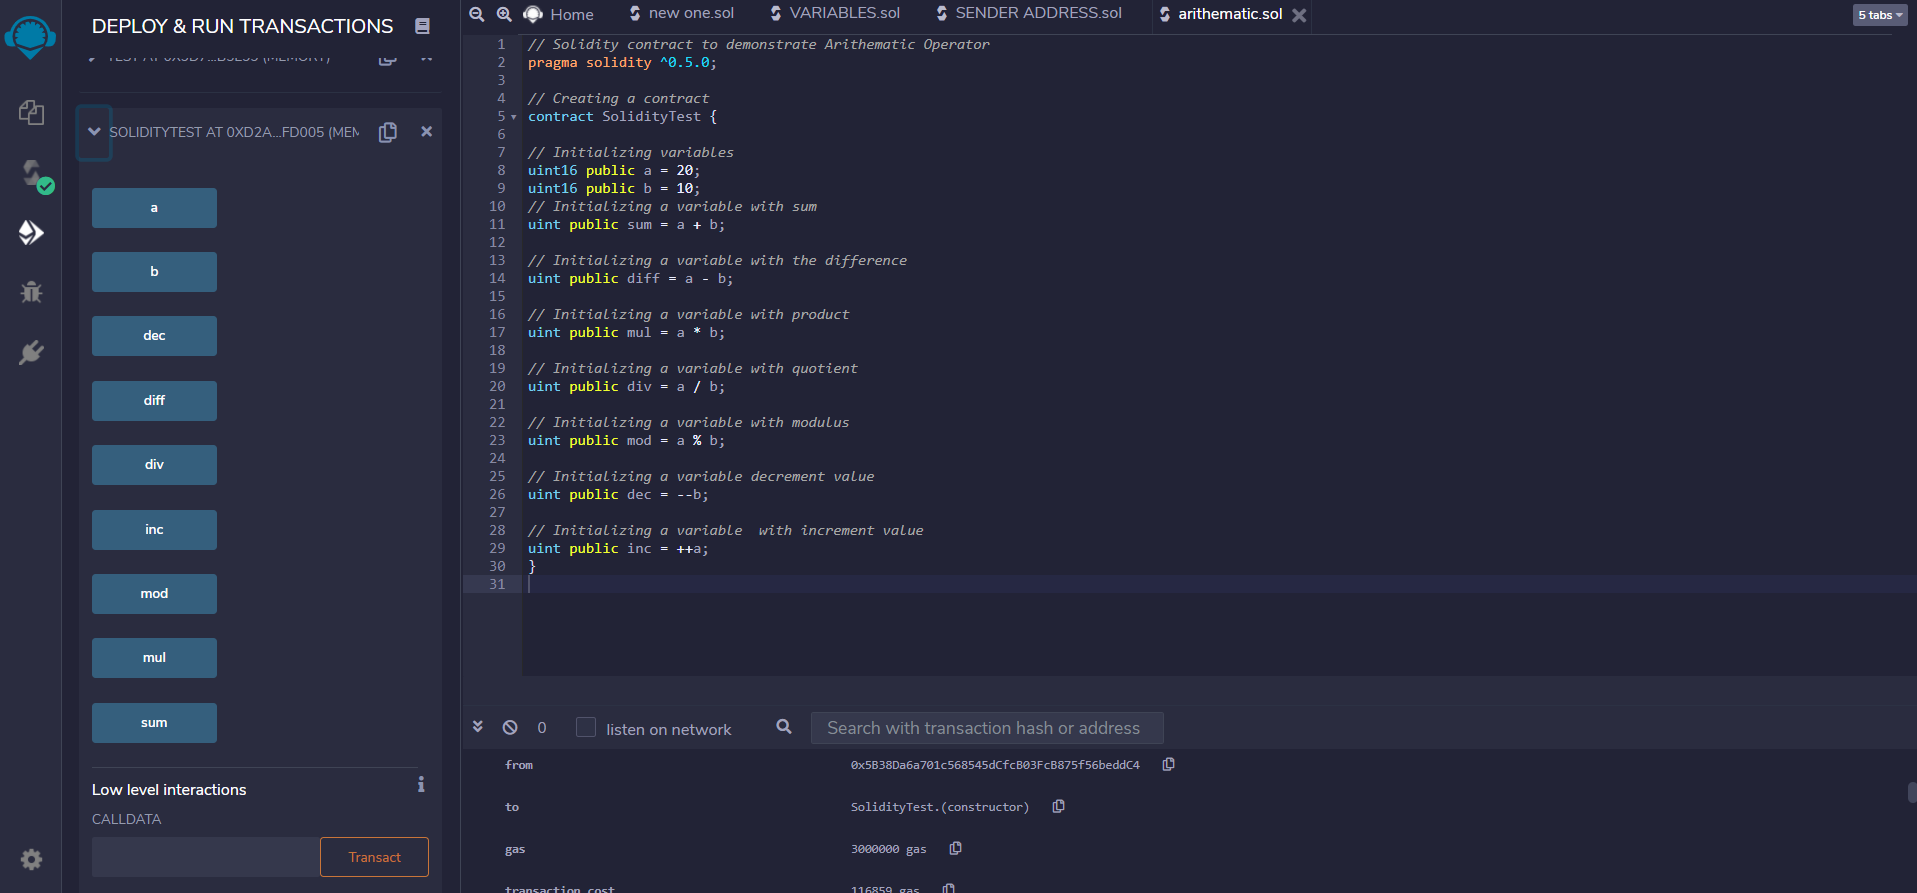 DEPLOY & RUN TRANSACTIONS
SOLIDITYTEST AT 0XD2A...FD005 (MEM
a
b
dec
diff
div
inc
mod
mul
sum
Low level interactions
CALLDATA
Transact
Home
new one.sol
VARIABLES.sol
SENDER ADDRESS.sol
arithematic.sol
5 tabs
1 // Solidity contract to demonstrate Arithematic Operator
2 pragma solidity ^0.5.0;
3
4 // Creating a contract
5 contract SolidityTest {
6
7 // Initializing variables
8 uint16 public a = 20;
9 uint16 public b = 10;
10 // Initializing a variable with sum
11 uint public sum = a + b;
12
13 // Initializing a variable with the difference
14 uint public diff = a - b;
15
16 // Initializing a variable with product
17 uint public mul = a * b;
18
19 // Initializing a variable with quotient
20 uint public div = a / b;
21
22 // Initializing a variable with modulus
23 uint public mod = a % b;
24
25 // Initializing a variable decrement value
26 uint public dec = --b;
27
28 // Initializing a variable  with increment value
29 uint public inc = ++a;
30 }
31
0
listen on network
Search with transaction hash or address
from 0x5B38Da6a701c568545dCfcB03FcB875f56beddC4
to SolidityTest.(constructor)
gas 3000000 gas
transaction cost 116859 gas